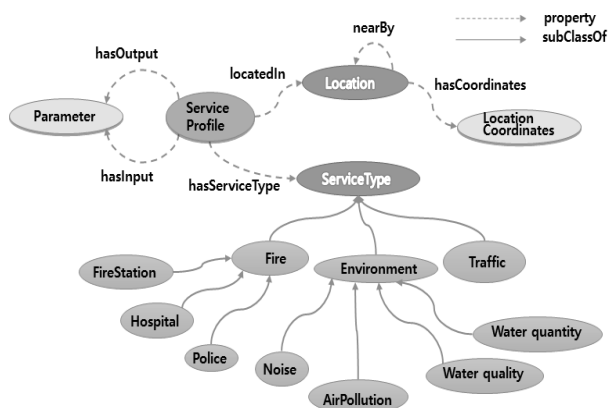 nearBy
property
subClassOf
hasOutput
locatedIn
Location
hasCoordinates
Parameter
Service
Profile
Location
Coordinates
hasInput
hasServiceType
ServiceType
FireStation
Fire
Environment
Traffic
Hospital
Police
Noise
Water quantity
AirPollution
Water quality